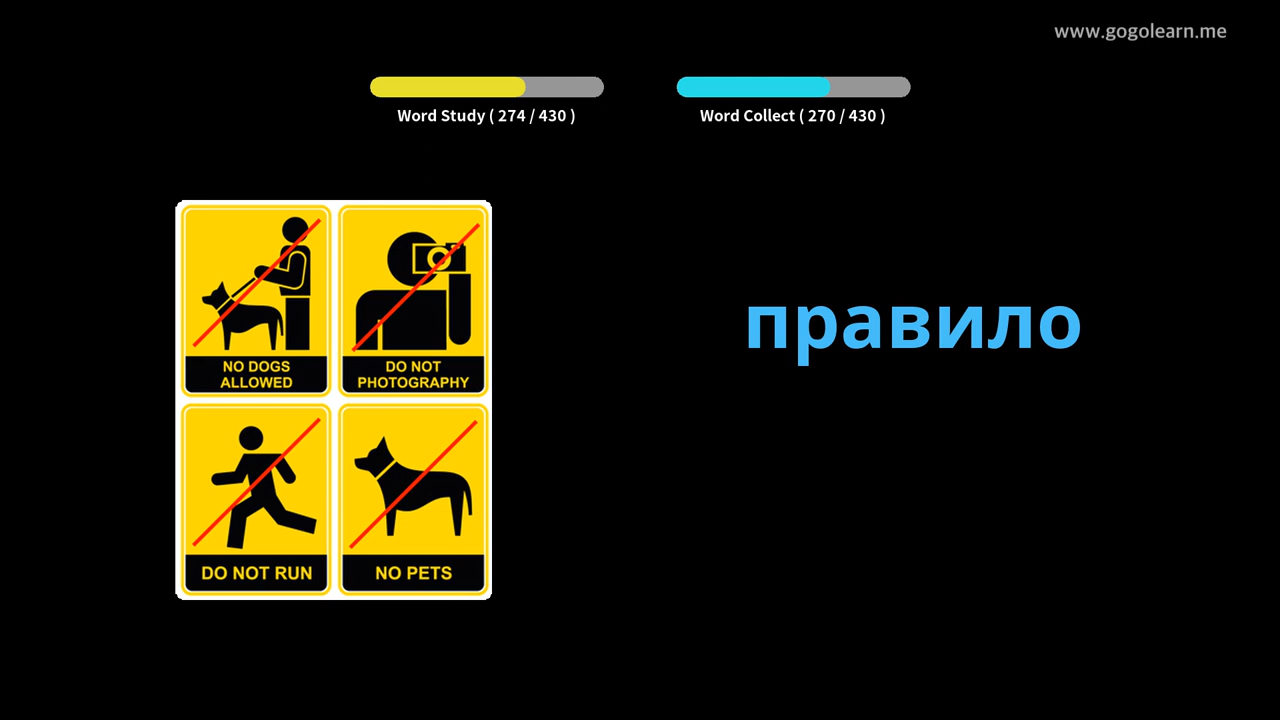 www.gogolearn.me
Word Study ( 274 / 430 )
Word Collect ( 270 / 430 )
NO DOGS
ALLOWED
DO NOT
PHOTOGRAPHY
DO NOT RUN
NO PETS
правило